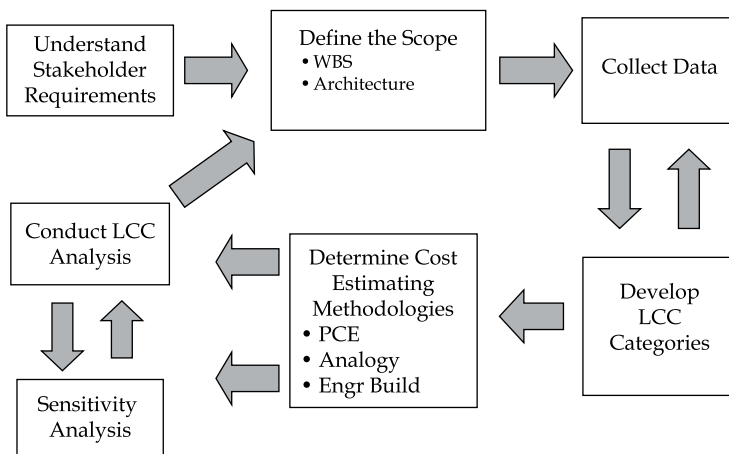 Understand
Stakeholder
Requirements
Define the Scope
• WBS
• Architecture
Collect Data
Conduct LCC
Analysis
Determine Cost
Estimating
Methodologies
• PCE
• Analogy
• Engr Build
Develop
LCC
Categories
Sensitivity
Analysis